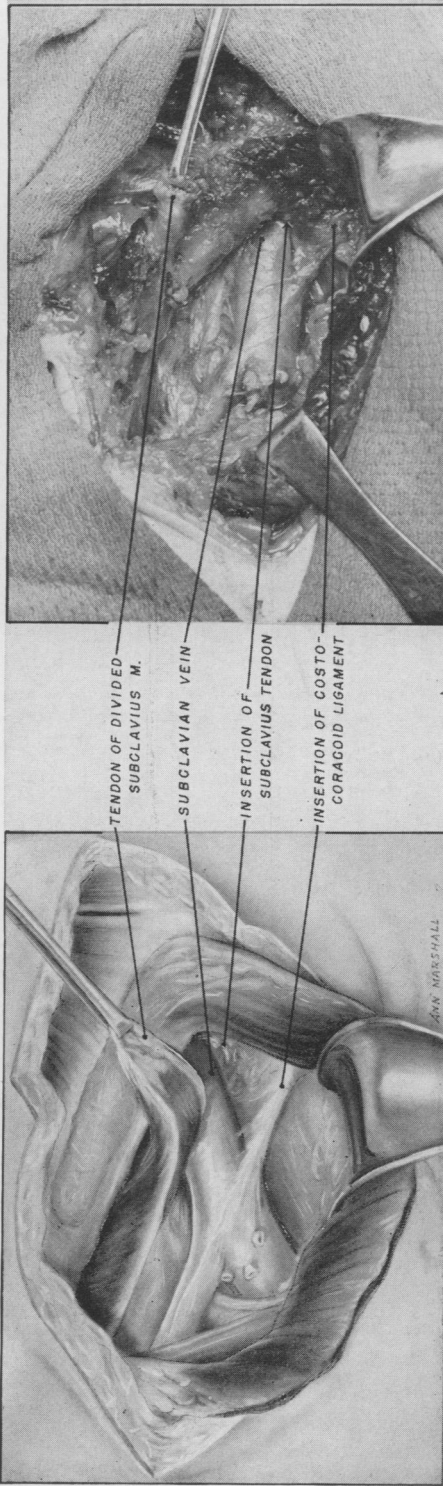 TENDON OF DIVIDED
SUBCLAVIUS M.
SUBCLAVIAN VEIN
INSERTION OF
SUBCLAVIUS TENDON
INSERTION OF COSTO-
CORACOID LIGAMENT
ANN MARSHALL